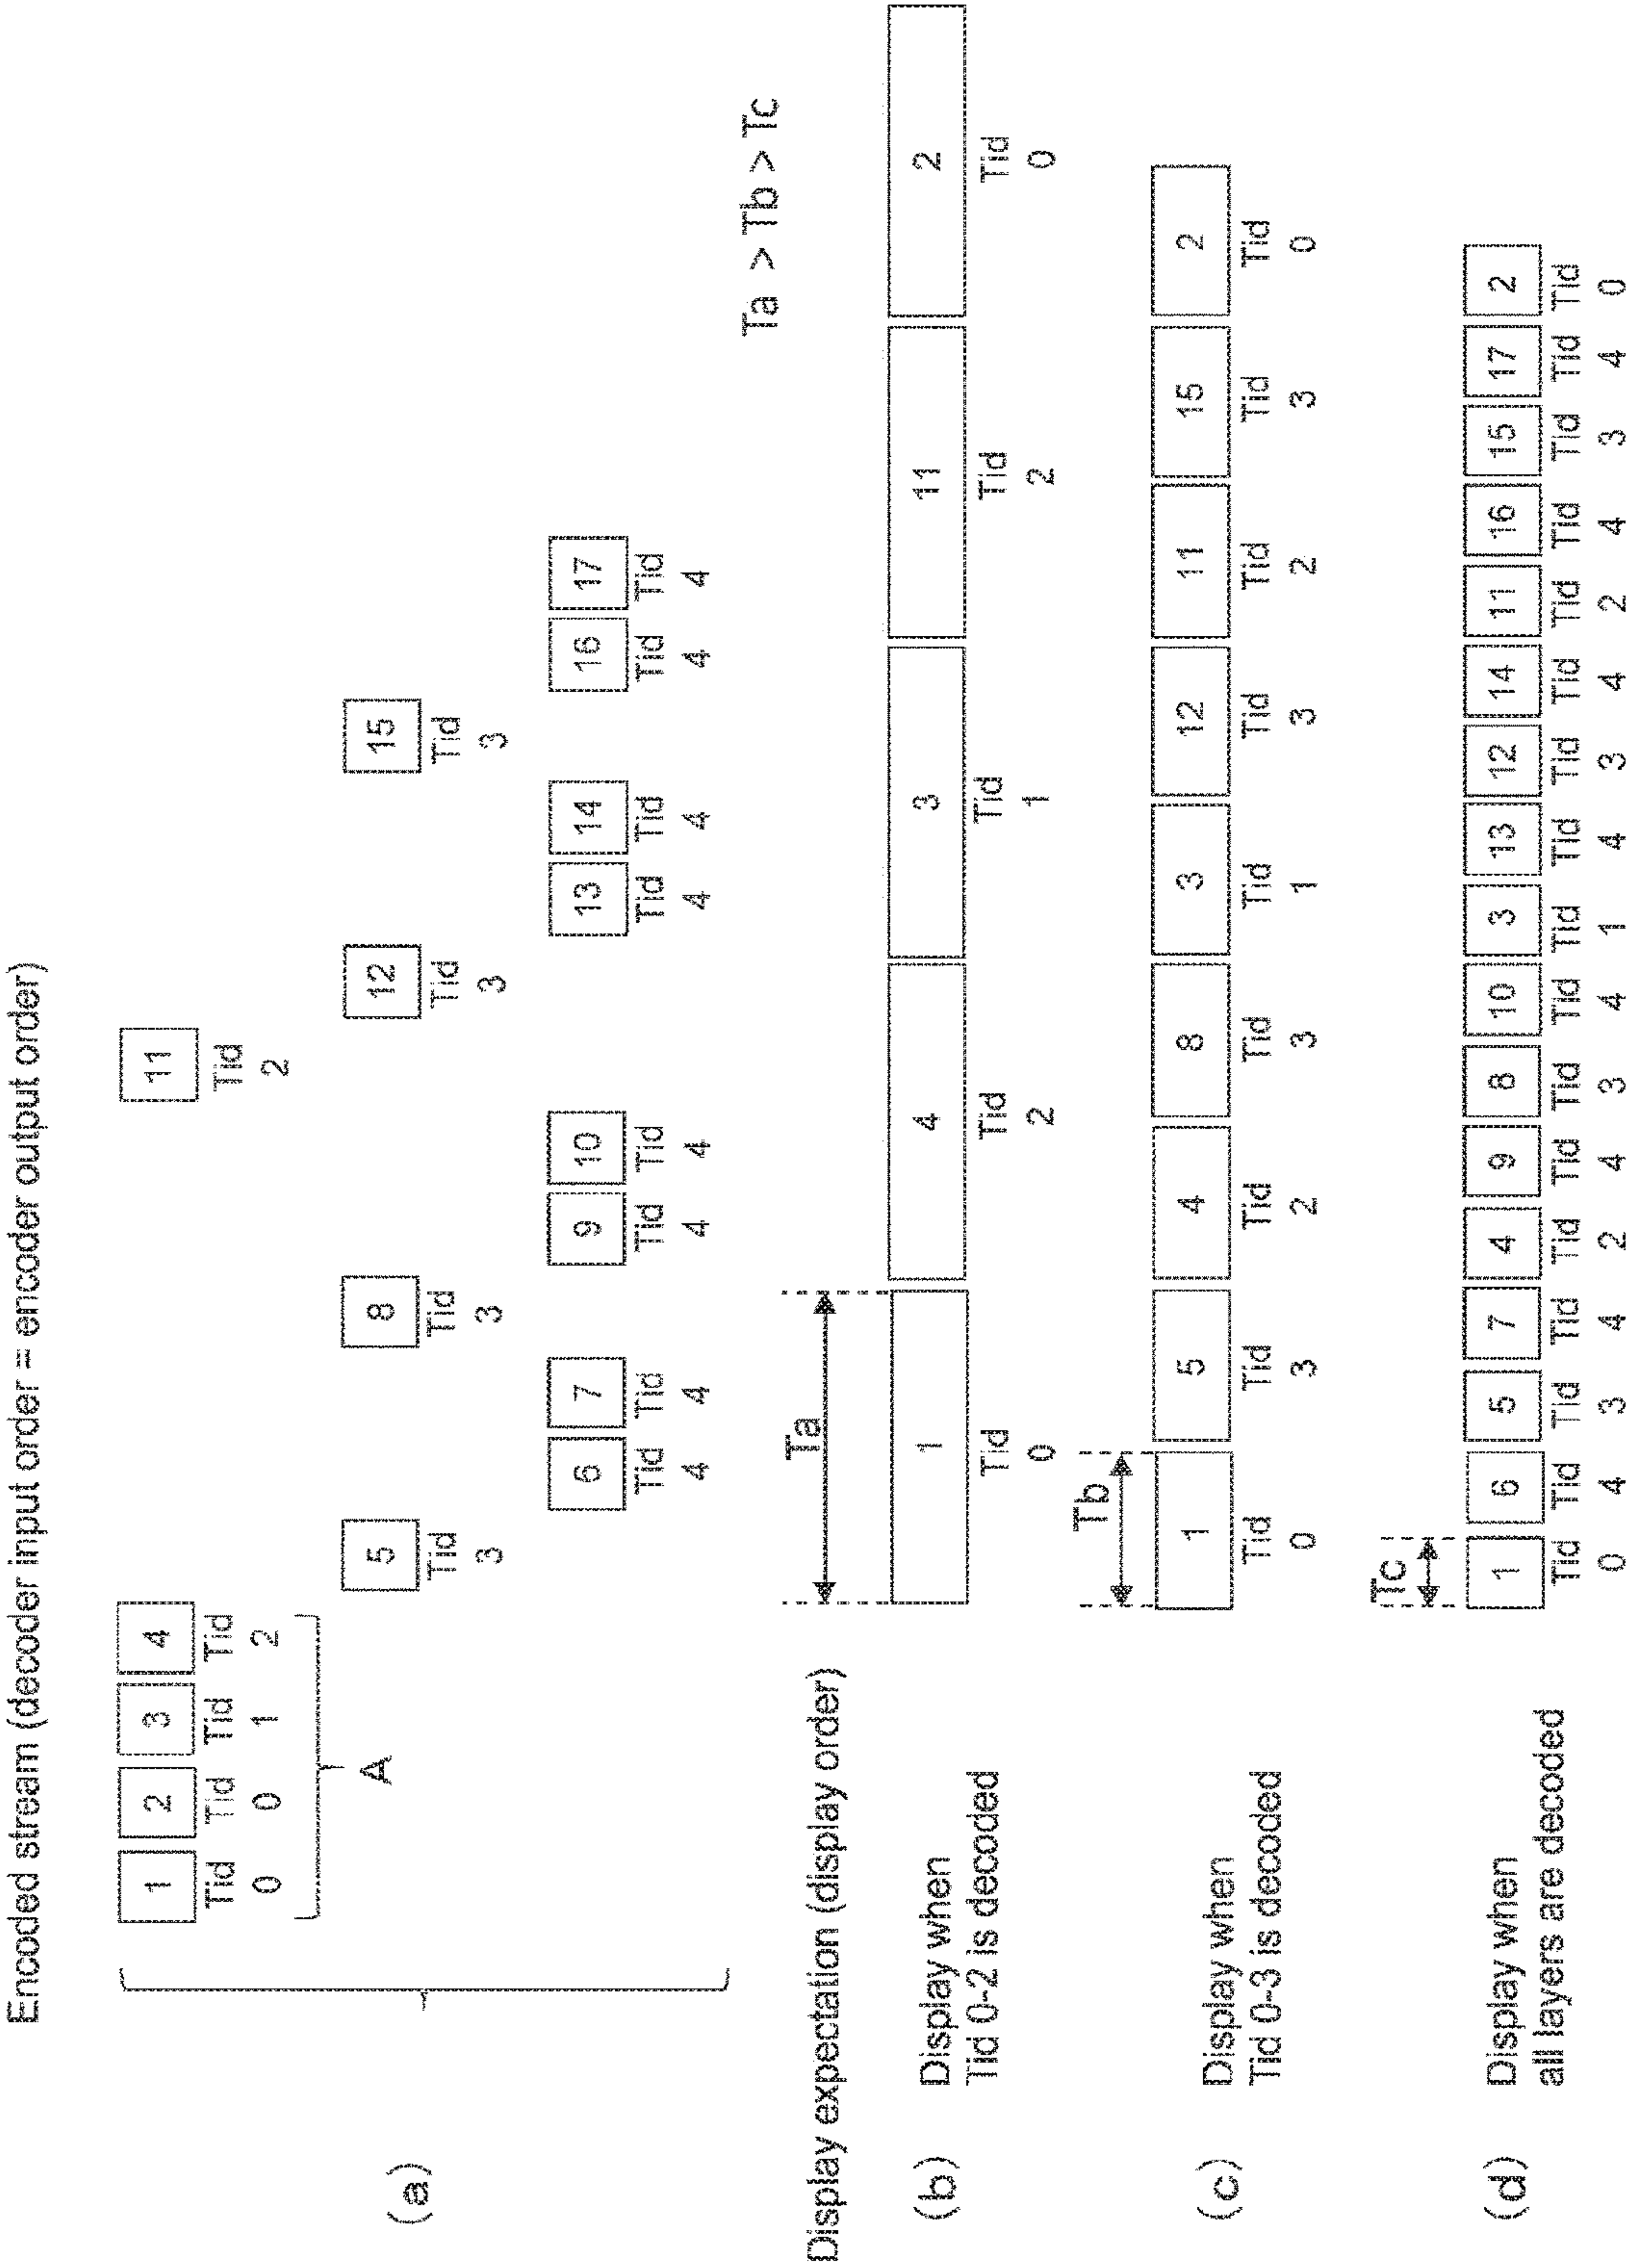 Encoded stream (decoder input order = encoder output order)
(a)
1 2 3 4 11
Tid Tid Tid Tid Tid
0 0 1 2 2
A
5 8 12 15
Tid Tid Tid Tid
3 3 3 3
6 7 9 10 13 14 16 17
Tid Tid Tid Tid Tid Tid Tid Tid
4 4 4 4 4 4 4 4
Ta > Tb > Tc
Display expectation (display order)
Ta
(b) Display when
Tid 0-2 is decoded
1 4 3 11 2
Tid Tid Tid Tid Tid
0 2 1 2 0
Tb
(c) Display when
Tid 0-3 is decoded
1 5 4 8 3 12 11 15 2
Tid Tid Tid Tid Tid Tid Tid Tid Tid
0 3 2 3 1 3 2 3 0
Tc
(d) Display when
all layers are decoded
1 6 5 7 4 9 8 10 3 13 12 14 11 16 15 17 2
Tid Tid Tid Tid Tid Tid Tid Tid Tid Tid Tid Tid Tid Tid Tid Tid Tid
0 4 3 4 2 4 3 4 1 4 3 4 2 4 3 4 0